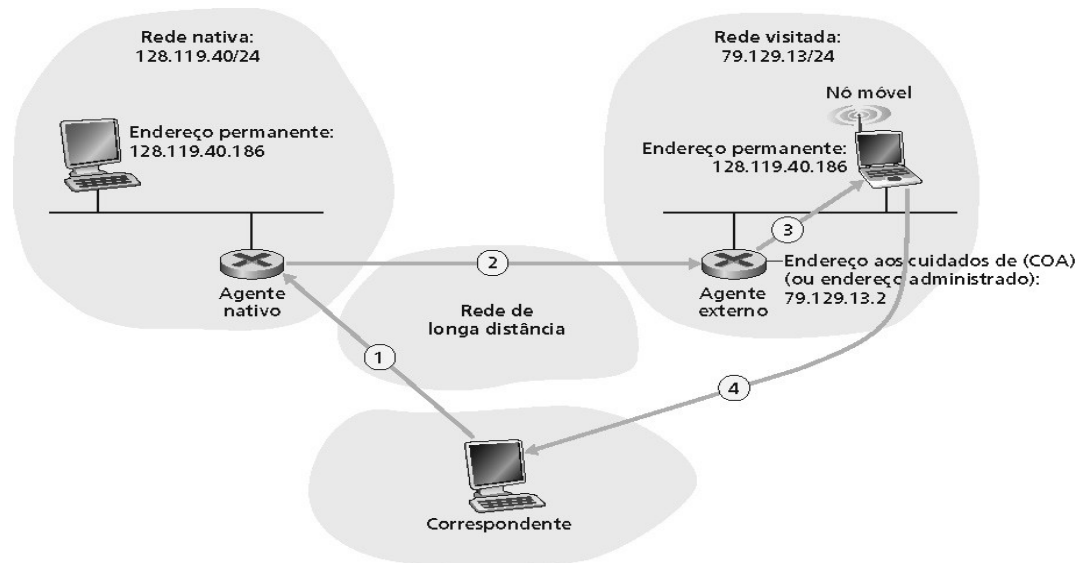 Rede nativa:
128.119.40/24
Rede visitada:
79.129.13/24
Nó móvel
Endereço permanente:
128.119.40.186
Endereço permanente:
128.119.40.186
3
2
Endereço aos cuidados de (COA)
(ou endereço administrado):
79.129.13.2
Agente
nativo
Agente
externo
Rede de
longa distância
1
4
Correspondente